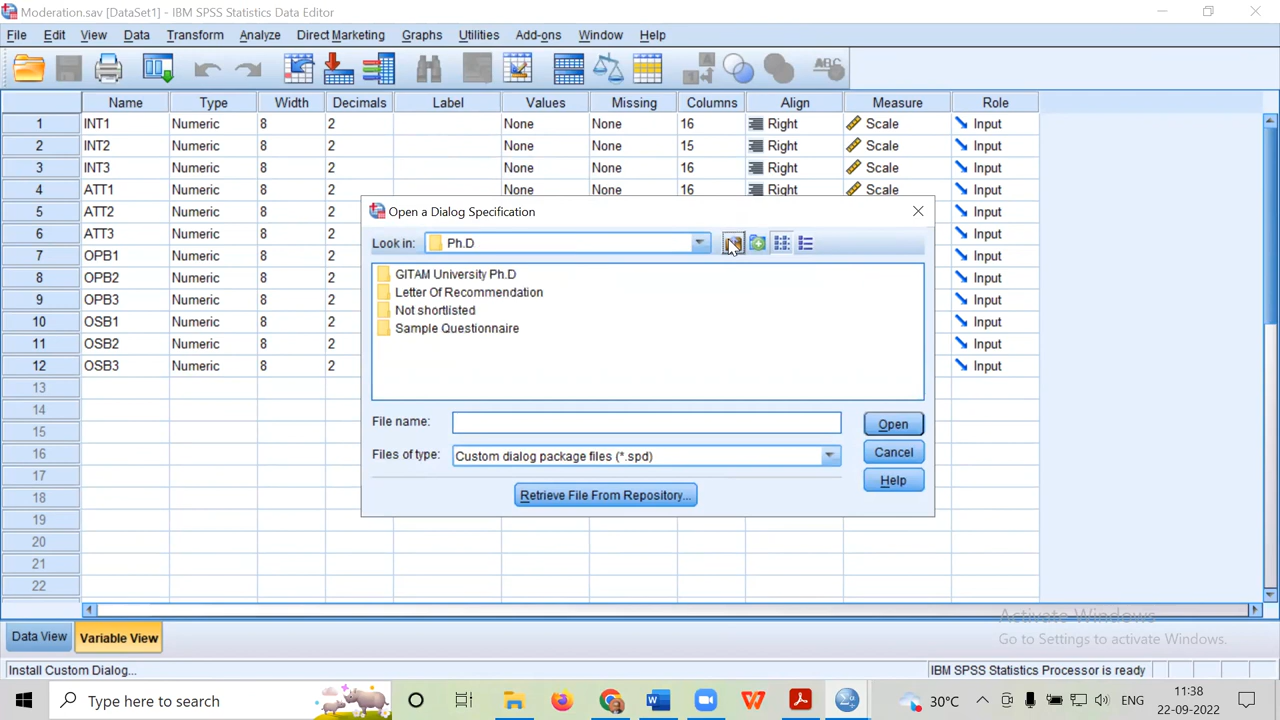 Moderation.sav [DataSet1] - IBM SPSS Statistics Data Editor
File Edit View Data Transform Analyze Direct Marketing Graphs Utilities Add-ons Window Help
Name Type Width Decimals Label Values Missing Columns Align Measure Role
1 INT1 Numeric 8 2 None None 16 Right Scale Input
2 INT2 Numeric 8 2 None None 15 Right Scale Input
3 INT3 Numeric 8 2 None None 16 Right Scale Input
4 ATT1 Numeric 8 2 None None 16 Right Scale Input
5 ATT2 Numeric 8 2 Input
6 ATT3 Numeric 8 2 Input
7 OPB1 Numeric 8 2 Input
8 OPB2 Numeric 8 2 Input
9 OPB3 Numeric 8 2 Input
10 OSB1 Numeric 8 2 Input
11 OSB2 Numeric 8 2 Input
12 OSB3 Numeric 8 2 Input
13
14
15
16
17
18
19
20
21
22
Open a Dialog Specification
Look in: Ph.D
GITAM University Ph.D
Letter Of Recommendation
Not shortlisted
Sample Questionnaire
File name:
Open
Files of type: Custom dialog package files (*.spd)
Cancel
Help
Retrieve File From Repository...
Activate Windows
Go to Settings to activate Windows.
Data View Variable View
Install Custom Dialog...
IBM SPSS Statistics Processor is ready
Type here to search
30°C
ENG
11:38
22-09-2022